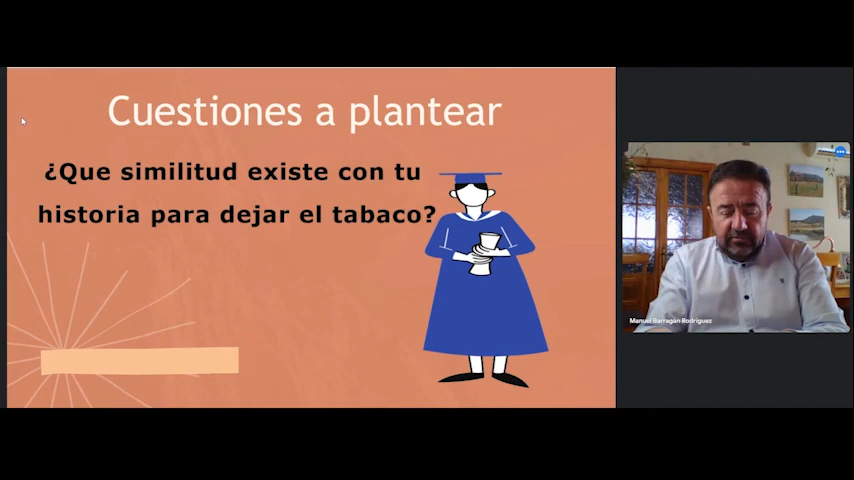 Cuestiones a plantear
¿Que similitud existe con tu
historia para dejar el tabaco?
Manuel Barragán Rodríguez